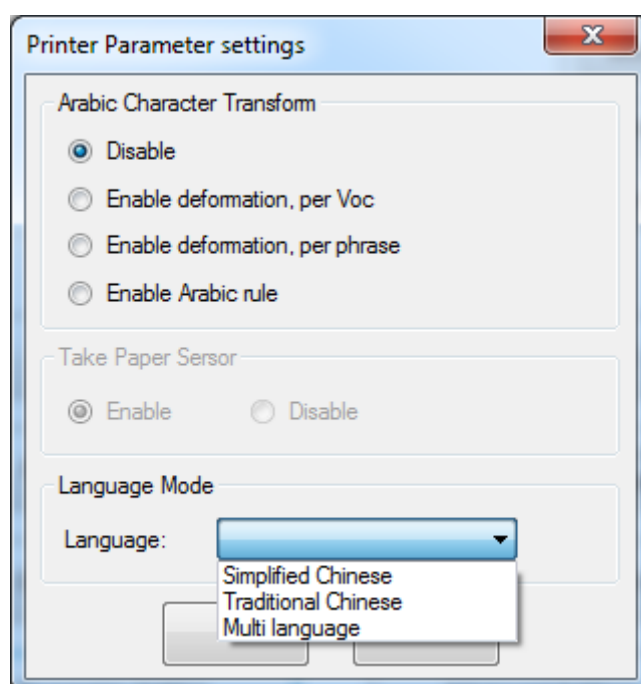 Printer Parameter settings
Arabic Character Transform
Disable
Enable deformation, per Voc
Enable deformation, per phrase
Enable Arabic rule
Take Paper Sersor
Enable Disable
Language Mode
Language:
Simplified Chinese
Traditional Chinese
Multi language